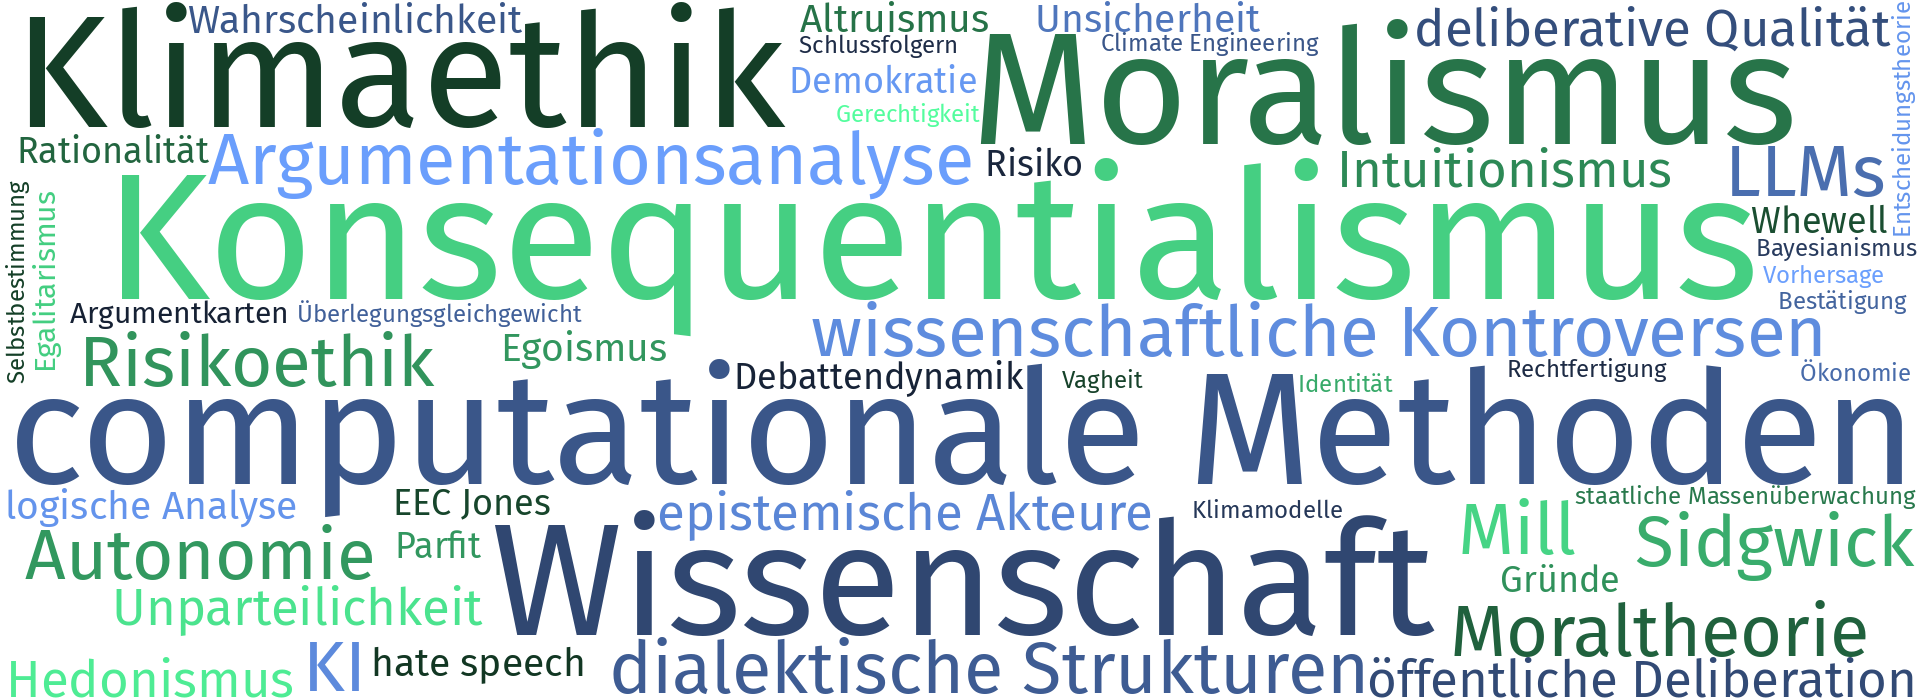 Klimaethik
Wahrscheinlichkeit
Altruismus
Unsicherheit
deliberative Qualität
Schlussfolgern
Climate Engineering
Moralismus
Demokratie
Gerechtigkeit
Entscheidungstheorie
Rationalität
Argumentationsanalyse
Risiko
Intuitionismus
LLMs
Konsequentialismus
Whewell
Bayesianismus
Vorhersage
Bestätigung
Selbstbestimmung
Egalitarismus
Argumentkarten
Überlegungsgleichgewicht
wissenschaftliche Kontroversen
Risikoethik
Egoismus
Debattendynamik
Vagheit
Identität
Rechtfertigung
Ökonomie
computationale Methoden
logische Analyse
EEC Jones
epistemische Akteure
Klimamodelle
staatliche Massenüberwachung
Autonomie
Parfit
Wissenschaft
Mill
Sidgwick
Gründe
Unparteilichkeit
Moraltheorie
Hedonismus
KI
hate speech
dialektische Strukturen
öffentliche Deliberation